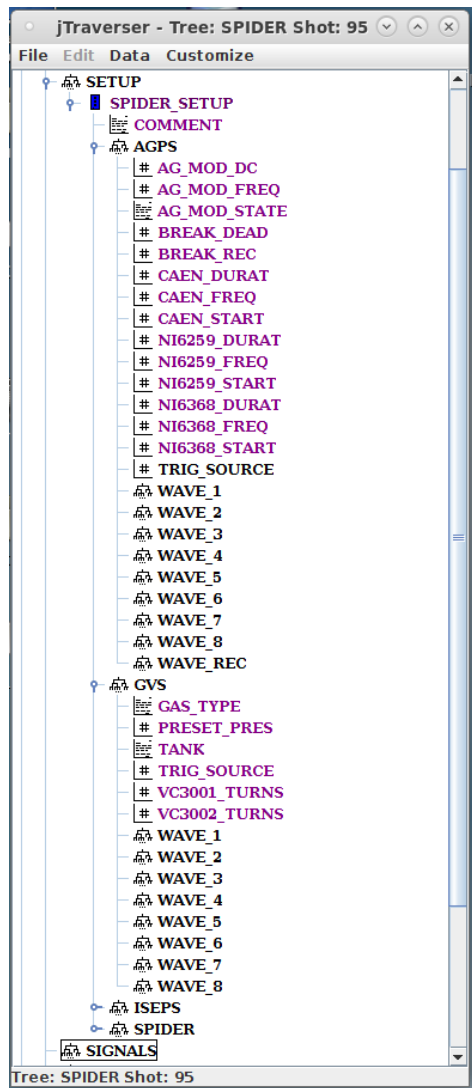 jTraverser - Tree: SPIDER Shot: 95
File Edit Data Customize
SETUP
SPIDER_SETUP
COMMENT
AGPS
# AG_MOD_DC
# AG_MOD_FREQ
AG_MOD_STATE
# BREAK_DEAD
# BREAK_REC
# CAEN_DURAT
# CAEN_FREQ
# CAEN_START
# NI6259_DURAT
# NI6259_FREQ
# NI6259_START
# NI6368_DURAT
# NI6368_FREQ
# NI6368_START
# TRIG_SOURCE
WAVE_1
WAVE_2
WAVE_3
WAVE_4
WAVE_5
WAVE_6
WAVE_7
WAVE_8
WAVE_REC
GVS
GAS_TYPE
# PRESET_PRES
TANK
# TRIG_SOURCE
# VC3001_TURNS
# VC3002_TURNS
WAVE_1
WAVE_2
WAVE_3
WAVE_4
WAVE_5
WAVE_6
WAVE_7
WAVE_8
ISEPS
SPIDER
SIGNALS
Tree: SPIDER Shot: 95